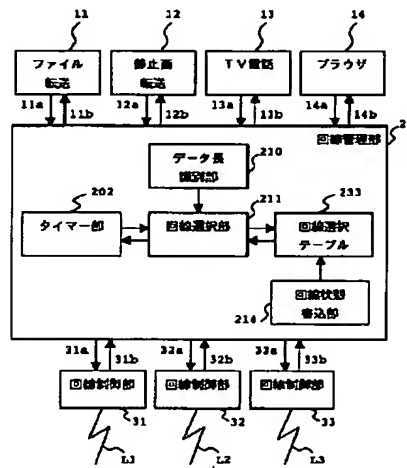 11
12
13
14
ファイル
転送
静止画
転送
TV電話
ブラウザ
11a
11b
12a
12b
13a
13b
14a
14b
回線管理部
2
データ長
識別部
210
202
211
233
タイマー部
回線選択部
回線選択
テーブル
回線状態
書込部
214
31a
31b
32a
32b
33a
33b
回線制御部
回線制御部
回線制御部
31
32
33
L1
L2
L3